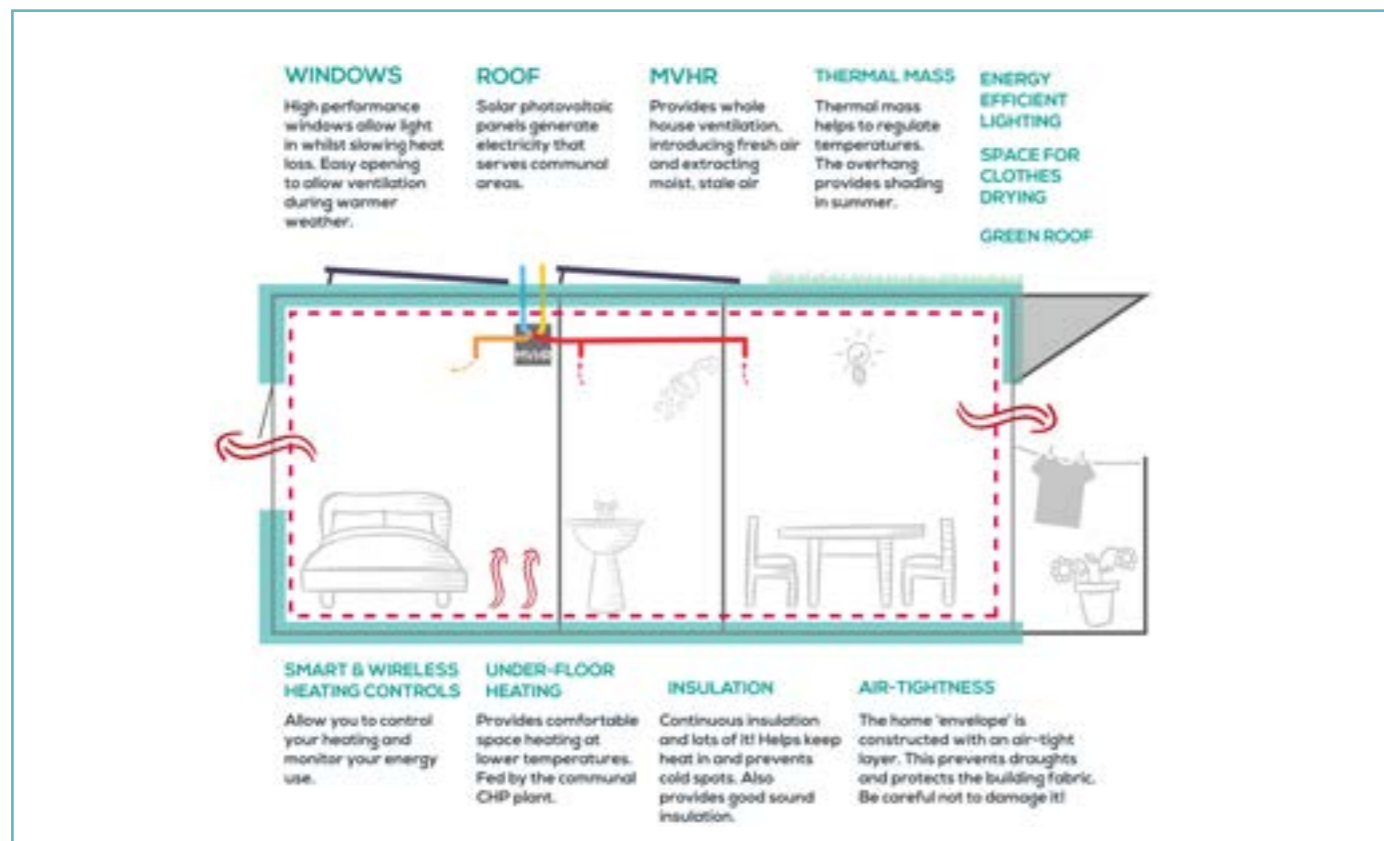 WINDOWS
High performance
windows allow light
in whilst slowing heat
loss. Easy opening
to allow ventilation
during warmer
weather.
ROOF
Solar photovoltaic
panels generate
electricity that
serves communal
areas.
MVHR
Provides whole
house ventilation,
introducing fresh air
and extracting
moist, stale air
THERMAL MASS
Thermal mass
helps to regulate
temperatures.
The overhang
provides shading
in summer.
ENERGY
EFFICIENT
LIGHTING
SPACE FOR
CLOTHES
DRYING
GREEN ROOF
MVHR
SMART & WIRELESS
HEATING CONTROLS
Allow you to control
your heating and
monitor your energy
use.
UNDER-FLOOR
HEATING
Provides comfortable
space heating at
lower temperatures.
Fed by the communal
CHP plant.
INSULATION
Continuous insulation
and lots of it! Helps keep
heat in and prevents
cold spots. Also
provides good sound
insulation.
AIR-TIGHTNESS
The home 'envelope' is
constructed with an air-tight
layer. This prevents draughts
and protects the building fabric.
Be careful not to damage it!